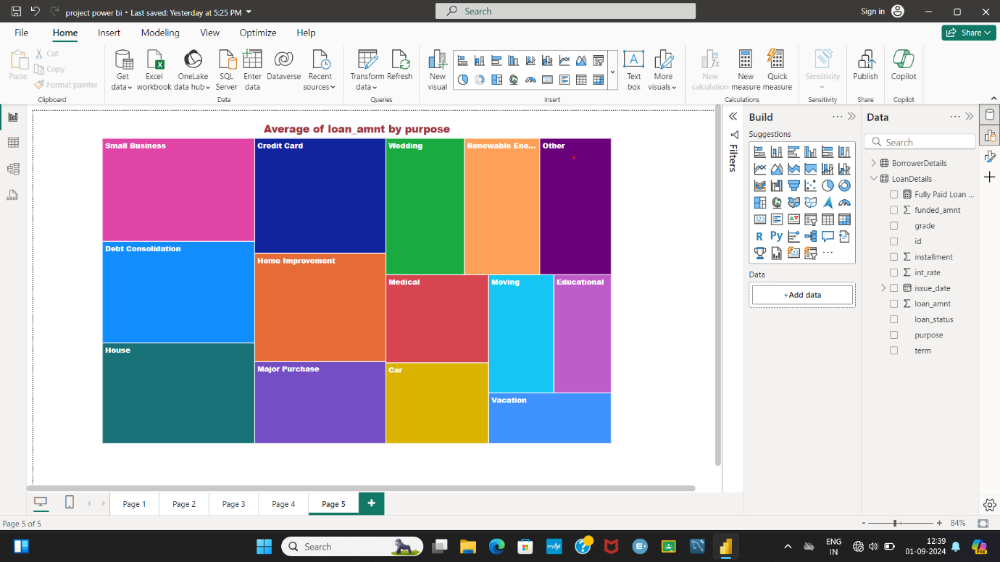 project power bi • Last saved: Yesterday at 5:25 PM
Search
Sign in
File Home Insert Modeling View Optimize Help
Share
Paste
Cut
Copy
Format painter
Clipboard
Get data
Excel workbook
OneLake data hub
SQL Server
Enter data
Dataverse
Recent sources
Data
Transform data
Refresh
Queries
New visual
Text box
More visuals
Insert
New calculation
New measure
Quick measure
Calculations
Sensitivity
Sensitivity
Publish
Share
Copilot
Copilot
Average of loan_amnt by purpose
Small Business
Credit Card
Wedding
Renewable Ene...
Other
Debt Consolidation
Home Improvement
Medical
Moving
Educational
House
Major Purchase
Car
Vacation
Filters
Build
Suggestions
123
R Py
123
Data
+Add data
Data
Search
BorrowerDetails
LoanDetails
Fully Paid Loan ...
funded_amnt
grade
id
installment
int_rate
issue_date
loan_amnt
loan_status
purpose
term
Page 1 Page 2 Page 3 Page 4 Page 5 +
Page 5 of 5
- + 84%
Search
ENG
IN
12:39
01-09-2024
PRE